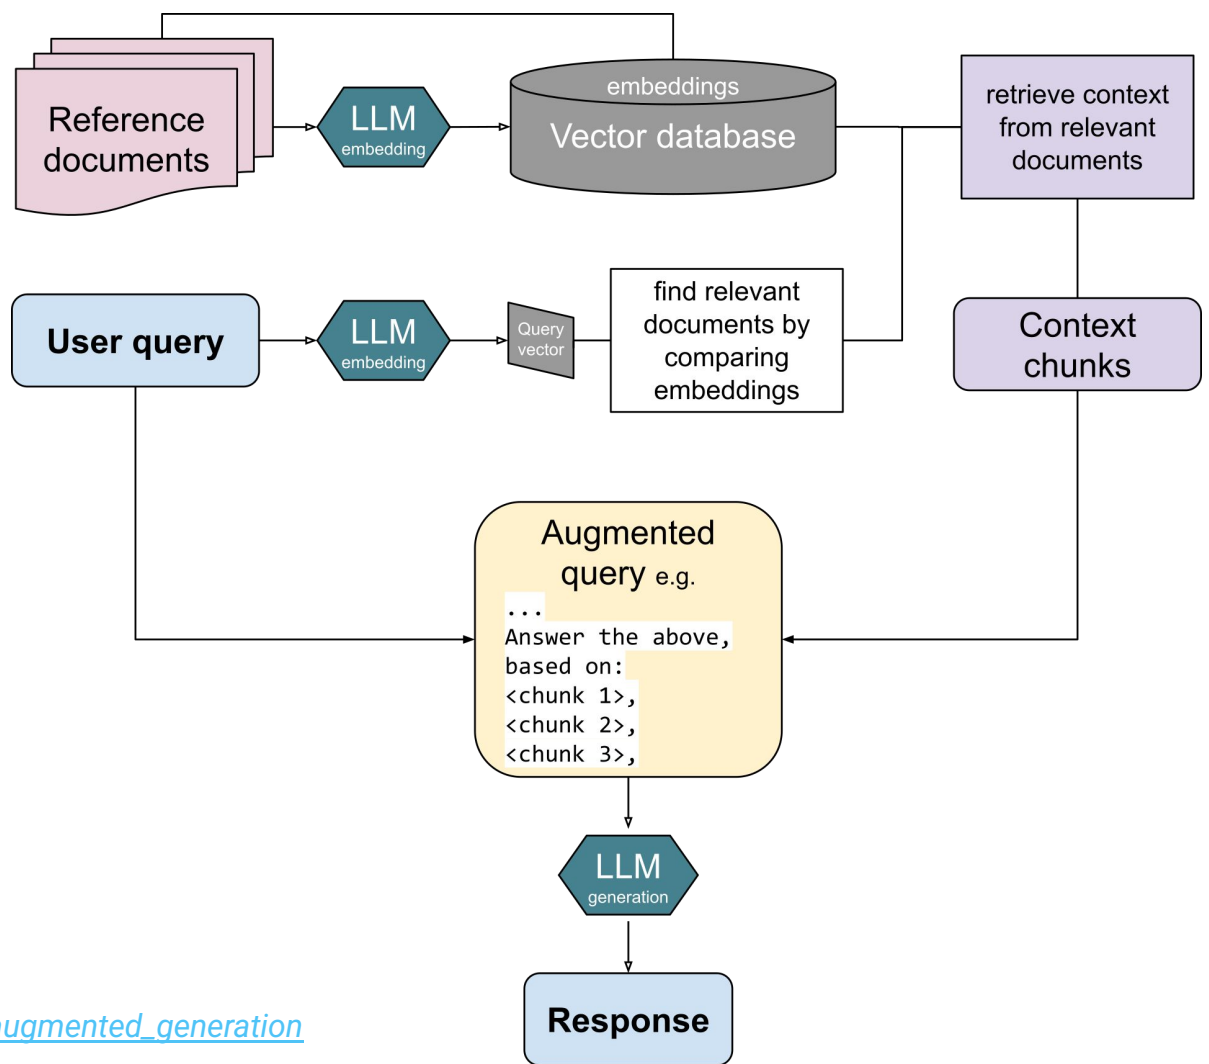 Reference
documents
LLM
embedding
embeddings
Vector database
retrieve context
from relevant
documents
User query
LLM
embedding
Query
vector
find relevant
documents by
comparing
embeddings
Context
chunks
Augmented
query e.g.
...
Answer the above,
based on:
<chunk 1>,
<chunk 2>,
<chunk 3>,
LLM
generation
Response
augmented_generation